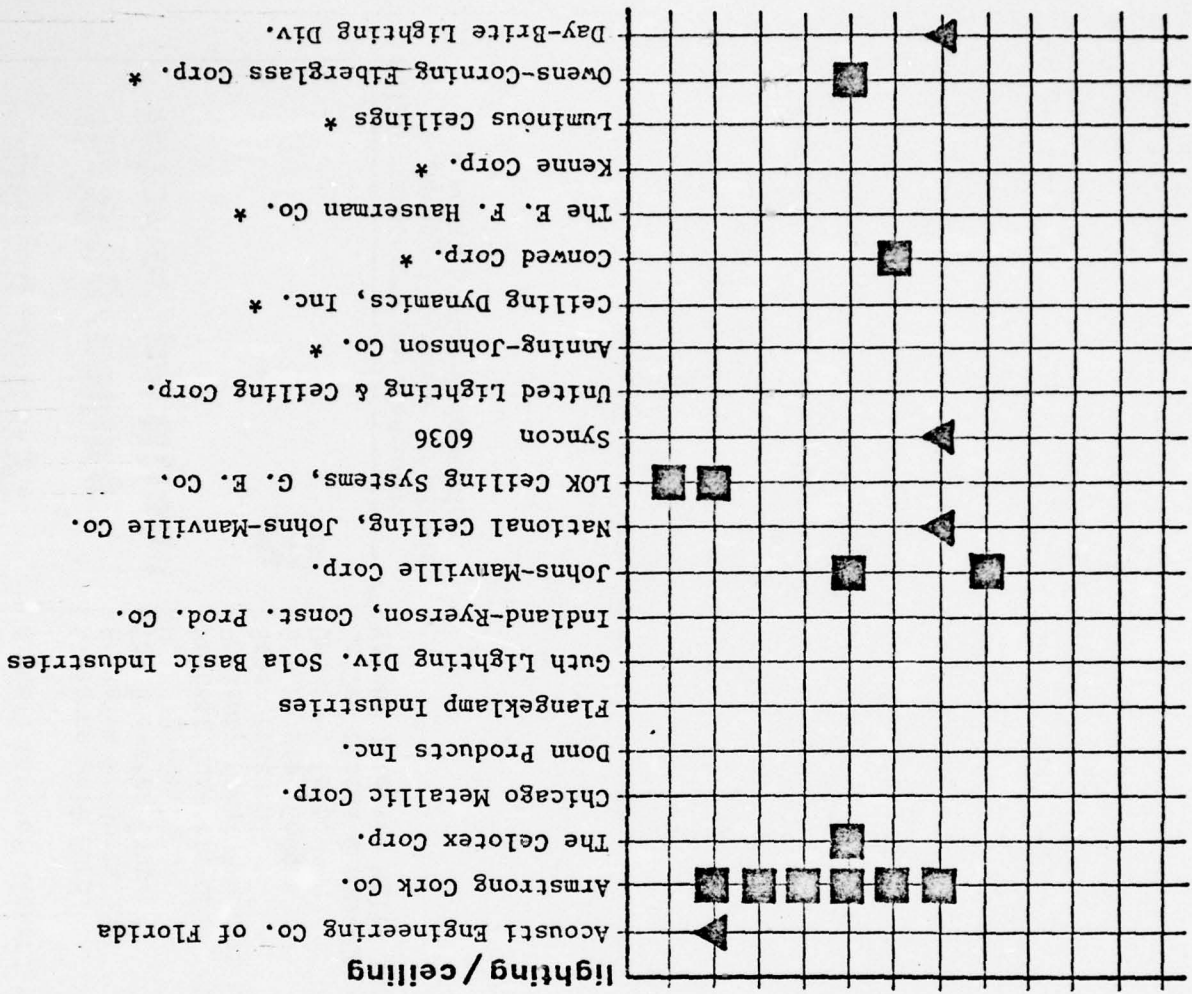 lighting/ceiling
Acousti Engineering Co. of Florida
Armstrong Cork Co.
The Celotex Corp.
Chicago Metallic Corp.
Donn Products Inc.
Flangeklamp Industries
Guth Lighting Div. Sola Basic Industries
Indland-Ryerson, Const. Prod. Co.
Johns-Manville Corp.
National Ceiling, Johns-Manville Co.
LOK Ceiling Systems, G. E. Co.
Syncon 6036
United Lighting & Ceiling Corp.
Anning-Johnson Co. *
Ceiling Dynamics, Inc. *
Conwed Corp. *
The E. F. Hauserman Co. *
Kenne Corp. *
Luminous Ceilings *
Owens-Corning Fiberglass Corp. *
Day-Brite Lighting Div.